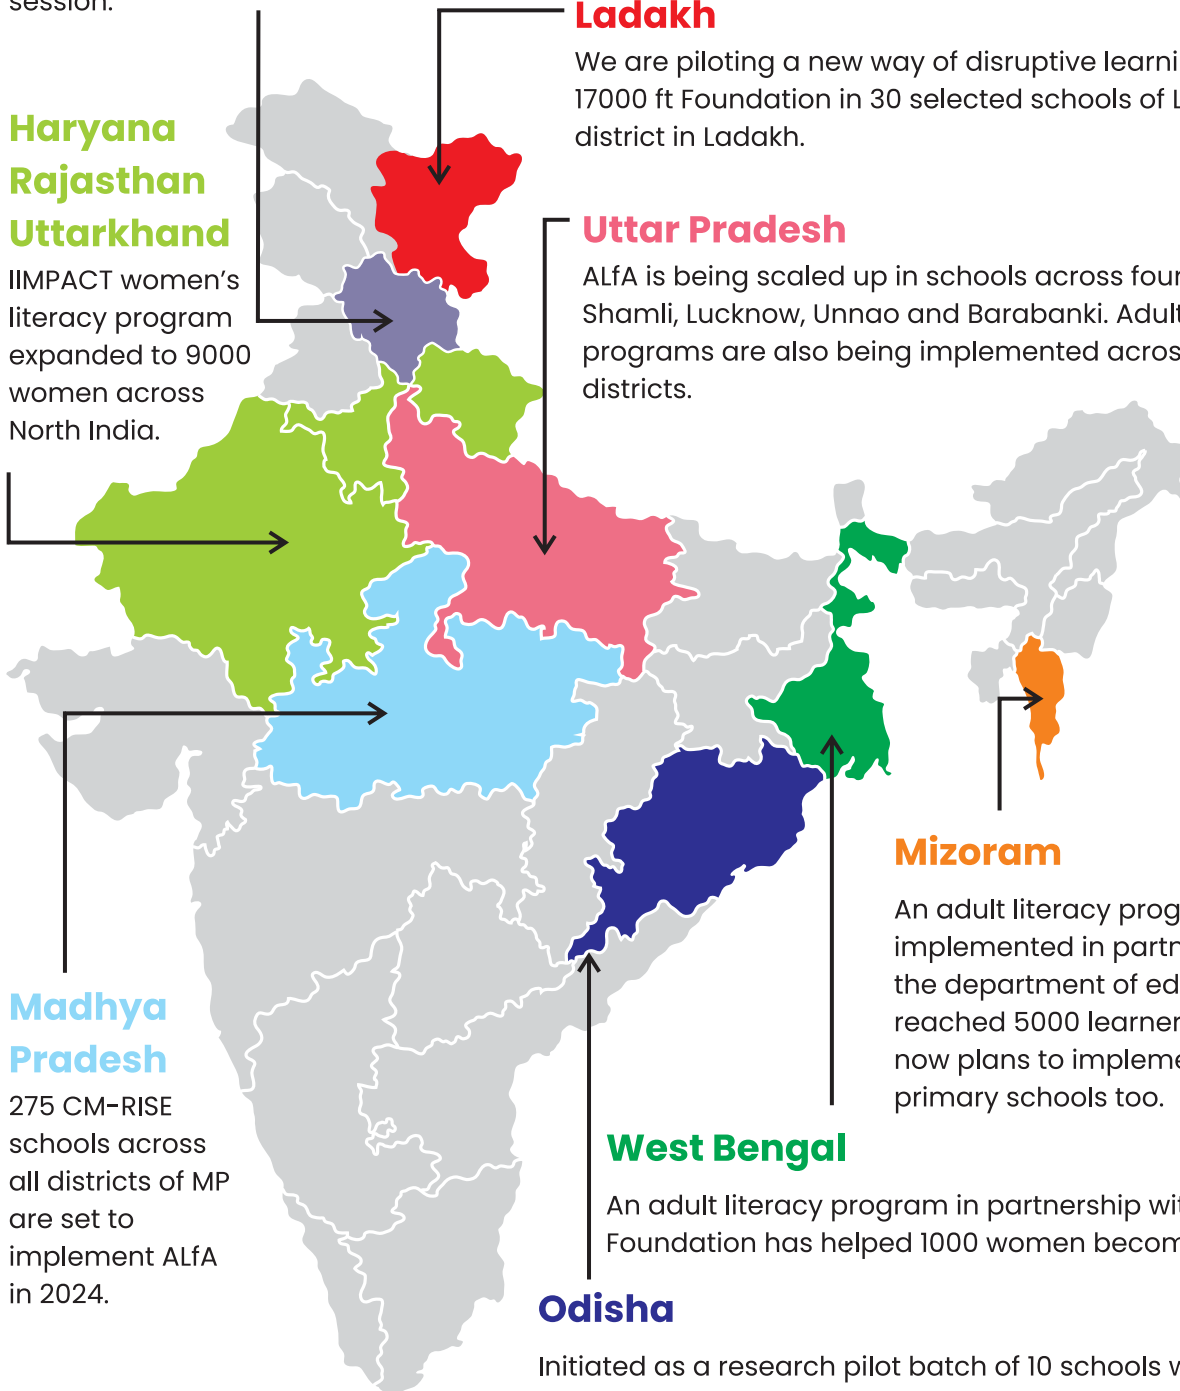 session.
Ladakh
We are piloting a new way of disruptive learni
17000 ft Foundation in 30 selected schools of L
district in Ladakh.
Haryana
Rajasthan
Uttarkhand
IIMPACT women's
literacy program
expanded to 9000
women across
North India.
Uttar Pradesh
ALfA is being scaled up in schools across four
Shamli, Lucknow, Unnao and Barabanki. Adult
programs are also being implemented acros
districts.
Madhya
Pradesh
275 CM-RISE
schools across
all districts of MP
are set to
implement ALfA
in 2024.
Mizoram
An adult literacy prog
implemented in partn
the department of ed
reached 5000 learner
now plans to impleme
primary schools too.
West Bengal
An adult literacy program in partnership wit
Foundation has helped 1000 women becom
Odisha
Initiated as a research pilot batch of 10 schools w